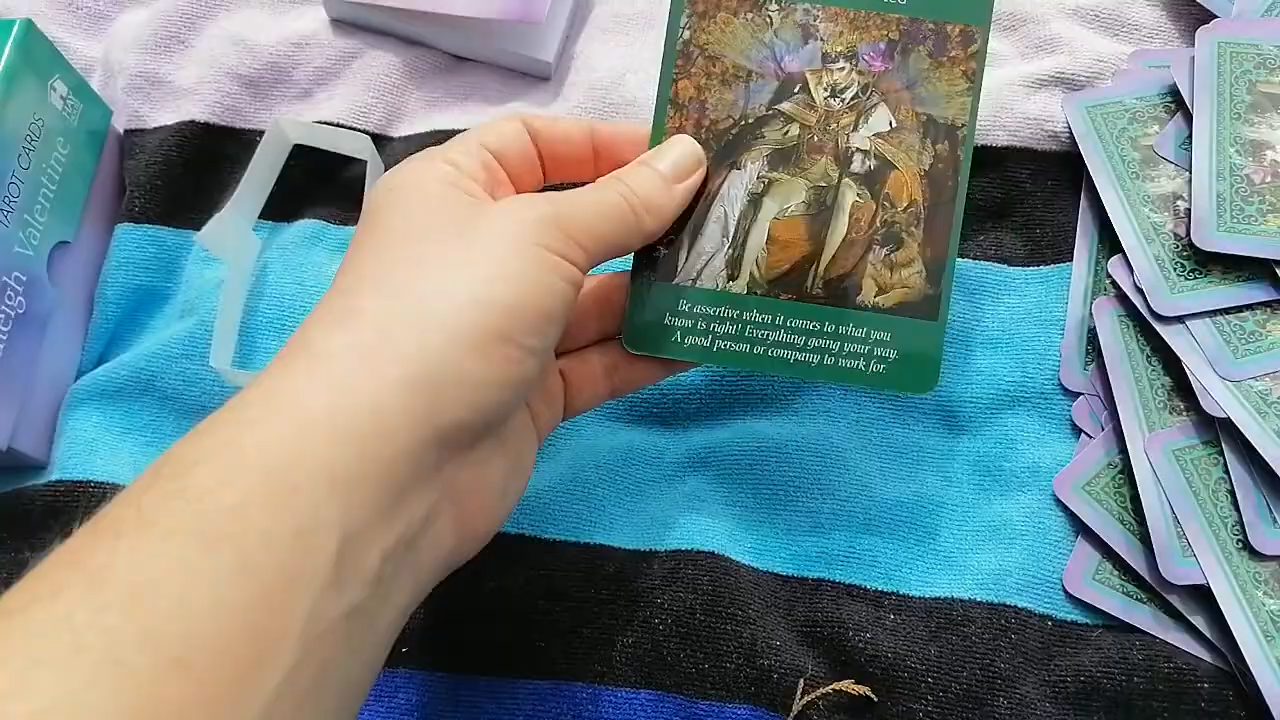 TAROT CARDS
Valentine
Be assertive when it comes to what you
know is right! Everything going your way.
A good person or company to work for.